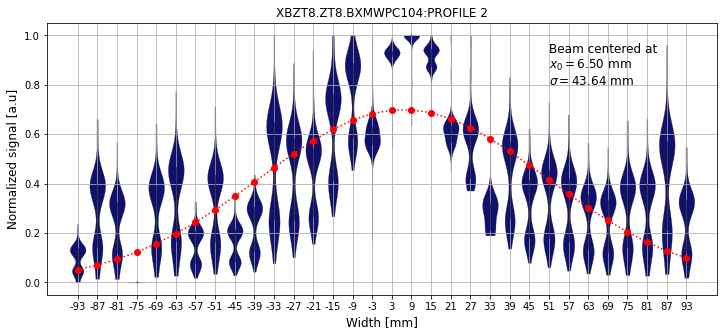 XBZT8.ZT8.BXMWPC104:PROFILE 2
Normalized signal [a.u]
1.0
0.8
0.6
0.4
0.2
0.0
Beam centered at
x₀ = 6.50 mm
σ = 43.64 mm
-93 -87 -81 -75 -69 -63 -57 -51 -45 -39 -33 -27 -21 -15 -9 -3 3 9 15 21 27 33 39 45 51 57 63 69 75 81 87 93
Width [mm]